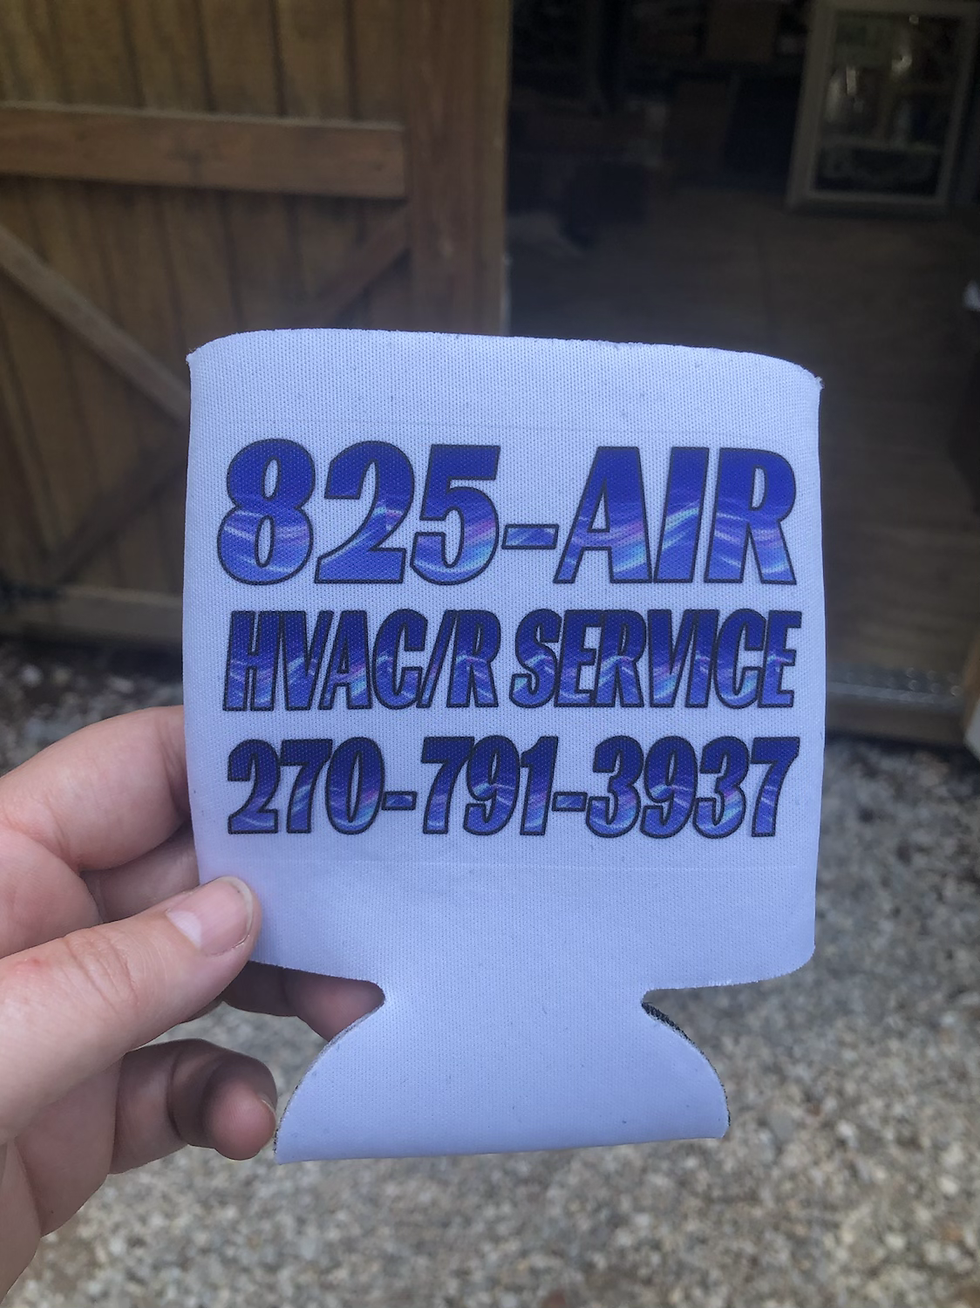 825-AIR
HVAC/R SERVICE
270-791-3937